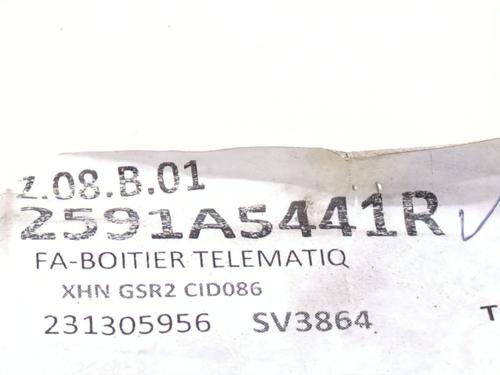 z.08.B.01
2591A5441R
FA-BOITIER TELEMATIQ
XHN GSR2 CID086
231305956 SV3864
T